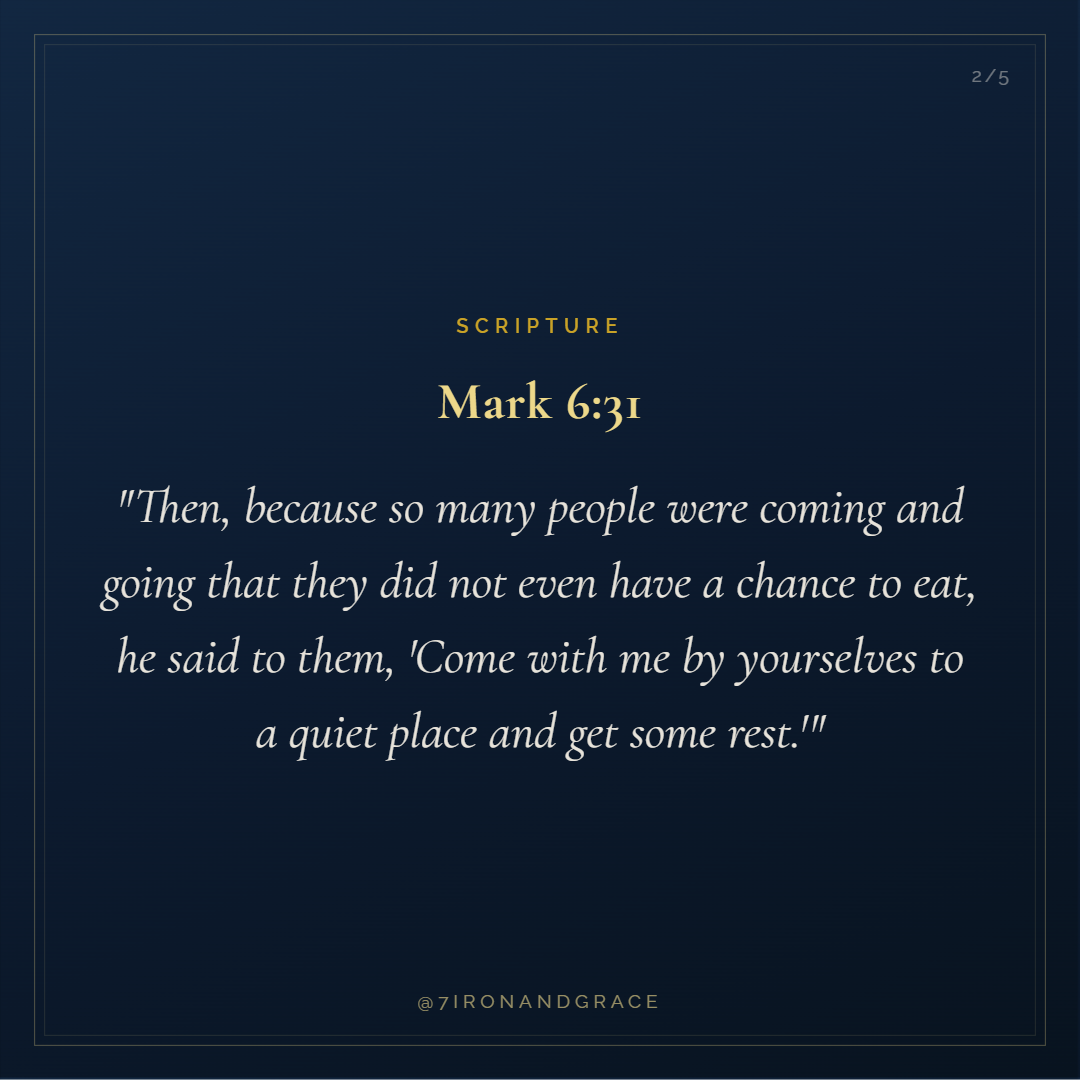 2/5
SCRIPTURE
Mark 6:31
"Then, because so many people were coming and
going that they did not even have a chance to eat,
he said to them, 'Come with me by yourselves to
a quiet place and get some rest.'"
@7IRONANDGRACE